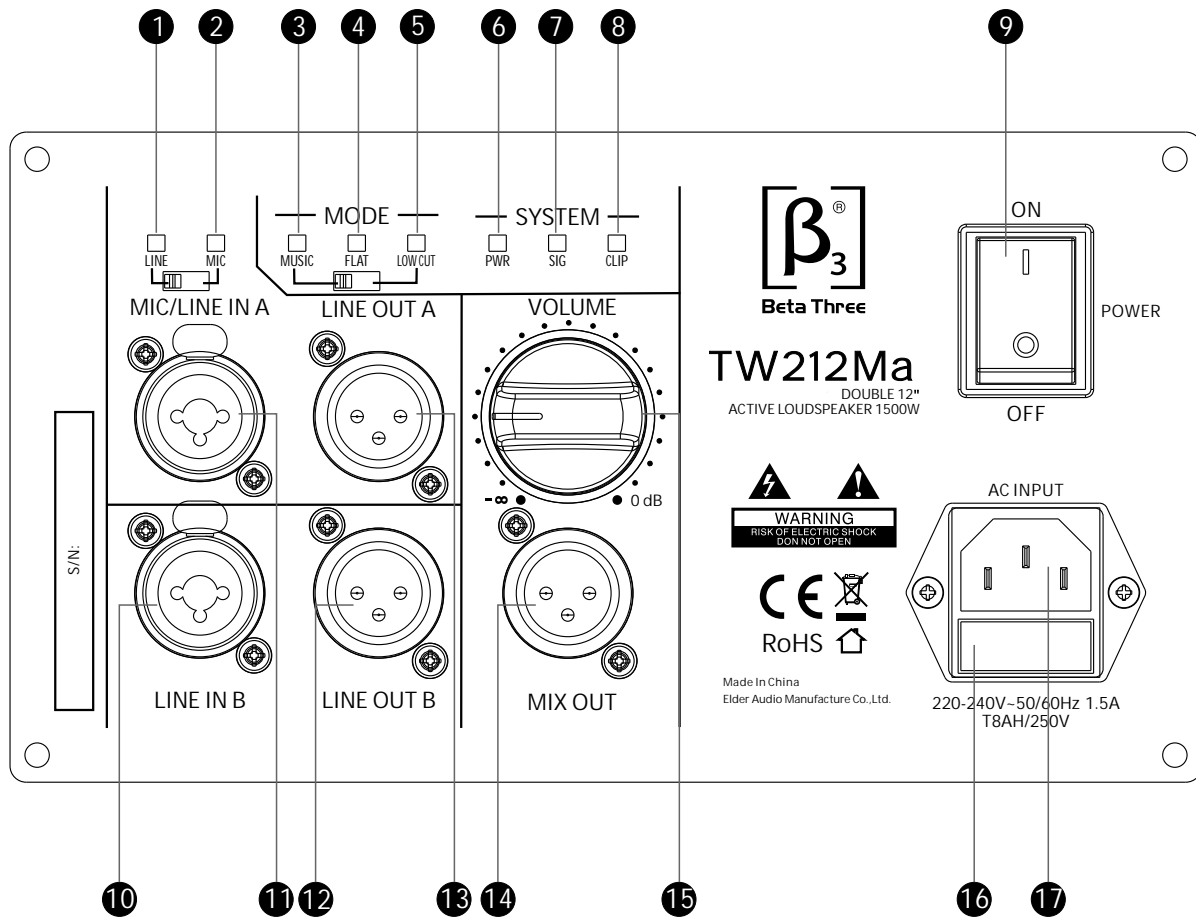 1 2 3 4 5 6 7 8 9
MODE SYSTEM
LINE MIC MUSIC FLAT LOW CUT PWR SIG CLIP
MIC/LINE IN A LINE OUT A VOLUME
-∞ 0 dB
LINE IN B LINE OUT B MIX OUT
S/N:
β3®
Beta Three
TW212Ma
DOUBLE 12"
ACTIVE LOUDSPEAKER 1500W
WARNING
RISK OF ELECTRIC SHOCK
DON NOT OPEN
CE
RoHS
Made In China
Elder Audio Manufacture Co.,Ltd.
ON
POWER
OFF
AC INPUT
220-240V~50/60Hz 1.5A
T8AH/250V
10 11 12 13 14 15 16 17